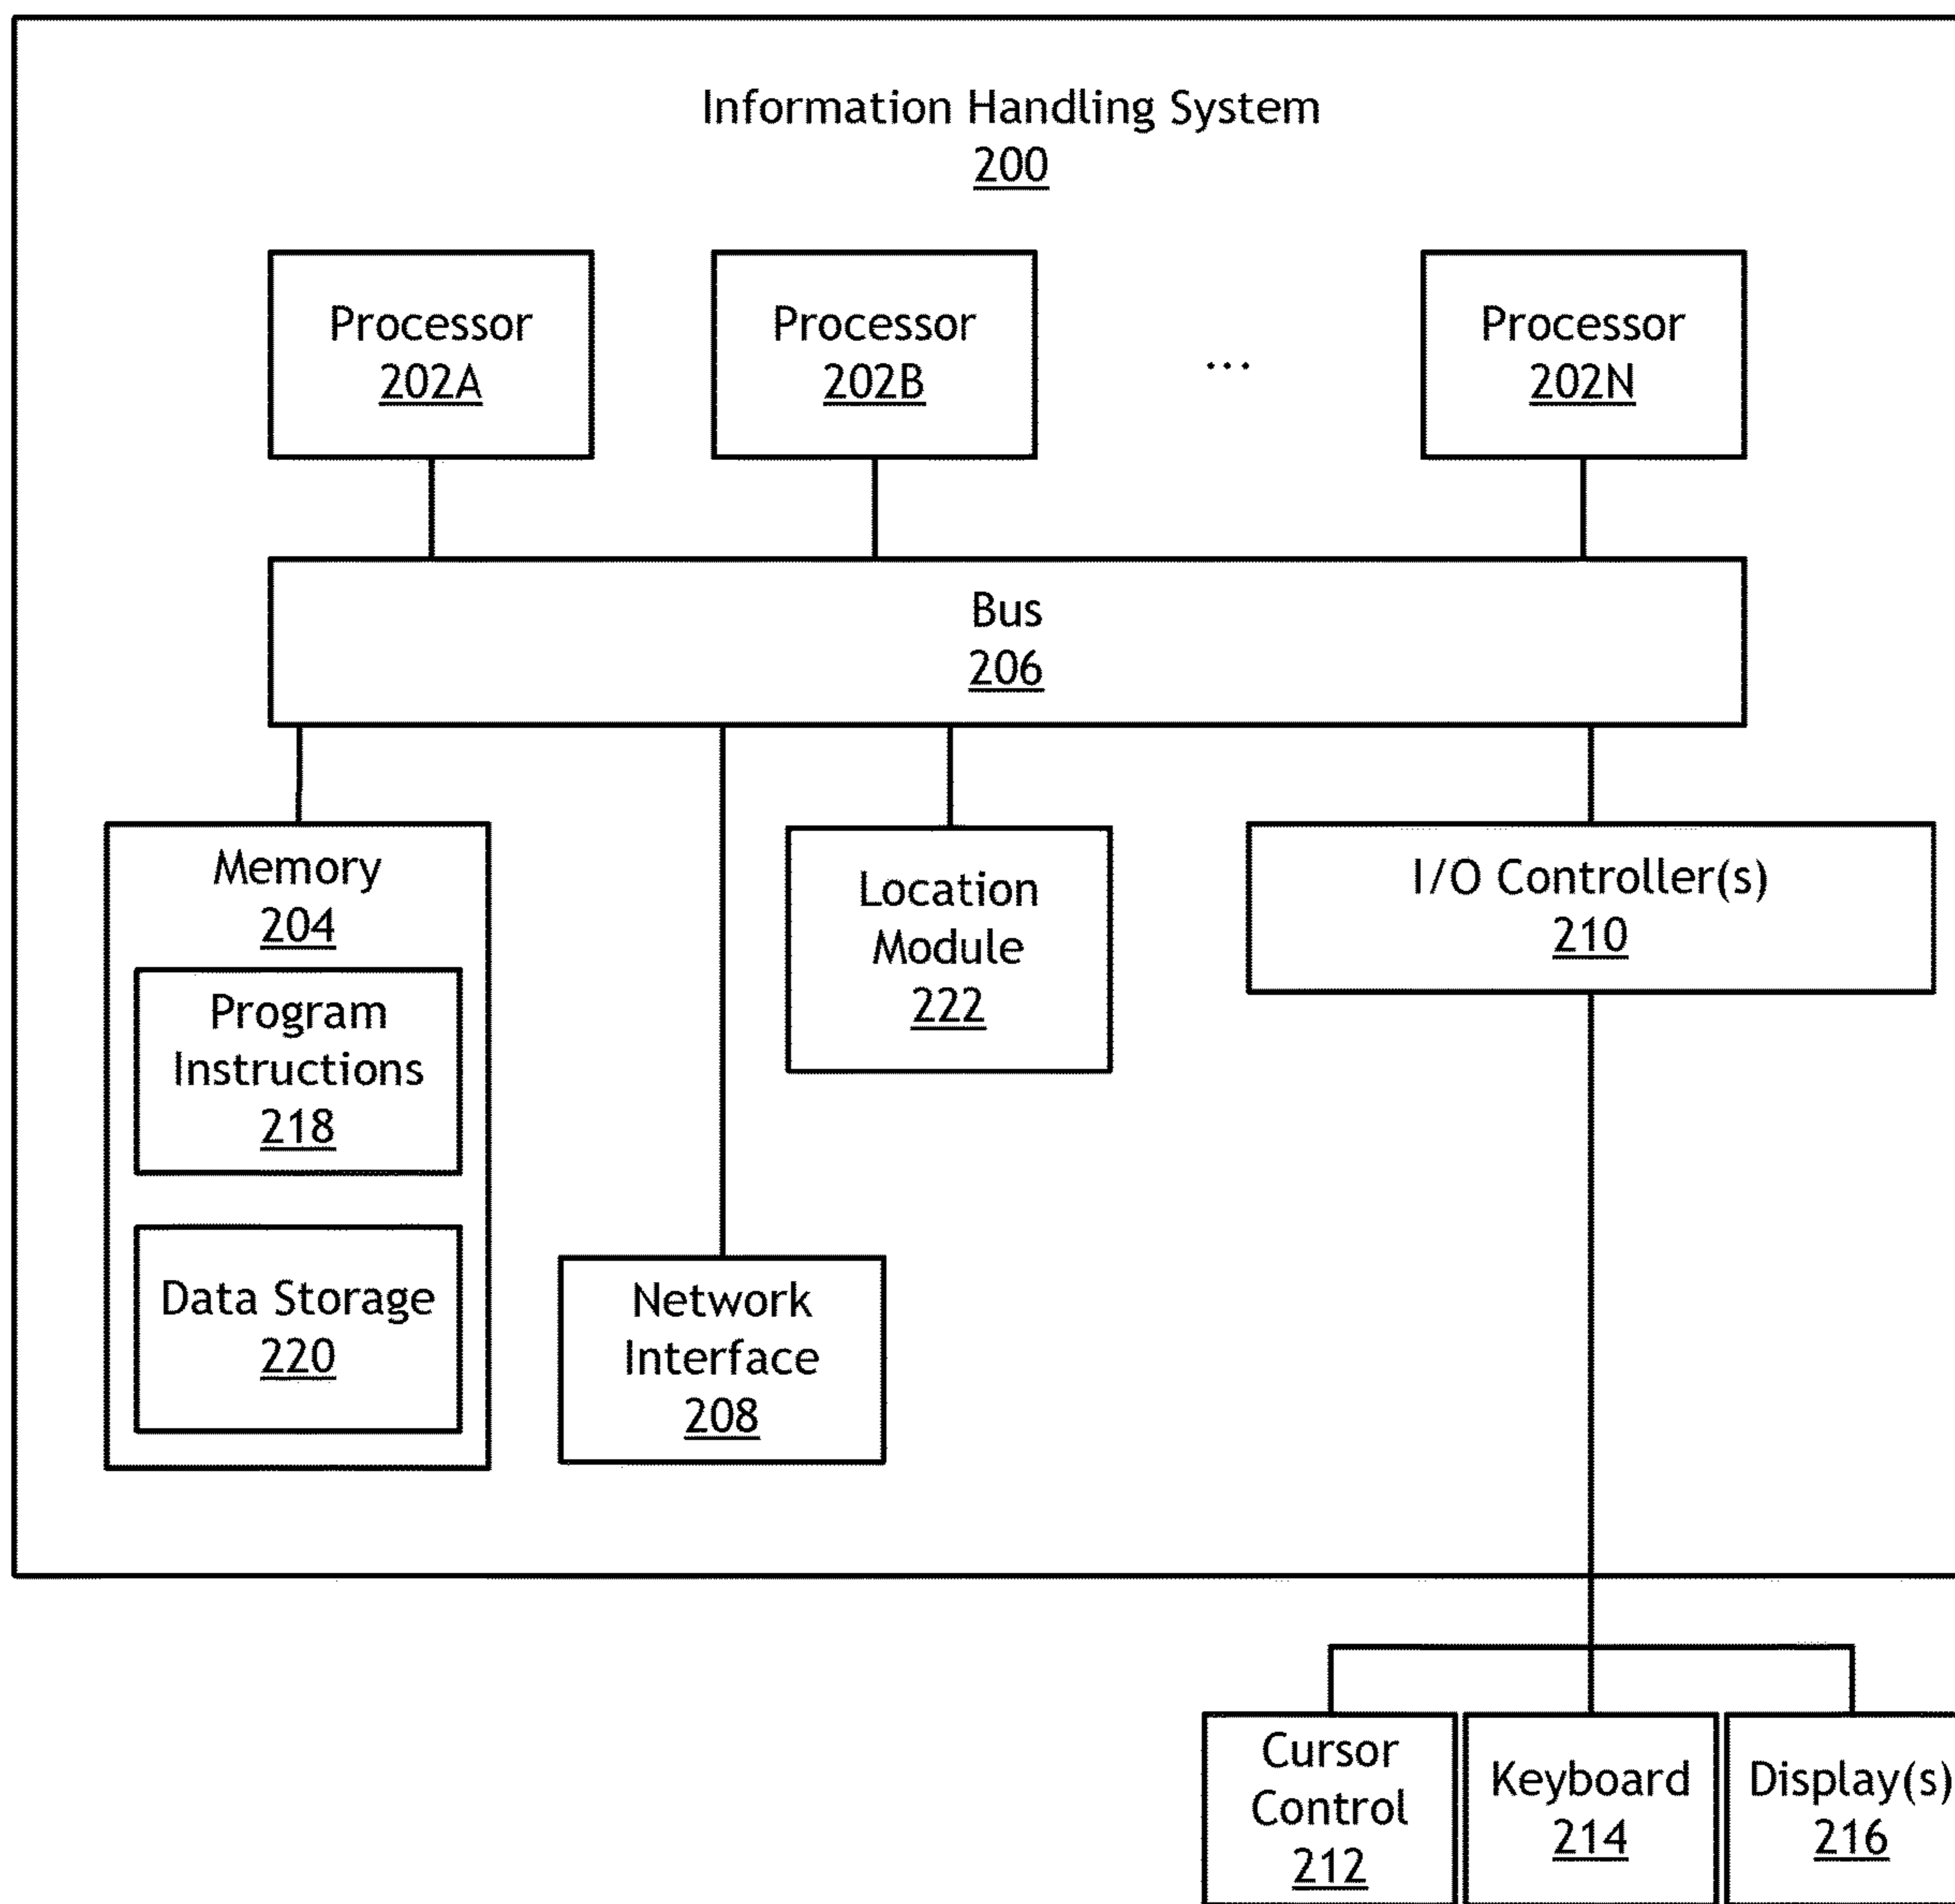 Information Handling System
200
Processor
202A
Processor
202B
...
Processor
202N
Bus
206
Memory
204
Program
Instructions
218
Data Storage
220
Network
Interface
208
Location
Module
222
I/O Controller(s)
210
Cursor
Control
212
Keyboard
214
Display(s)
216